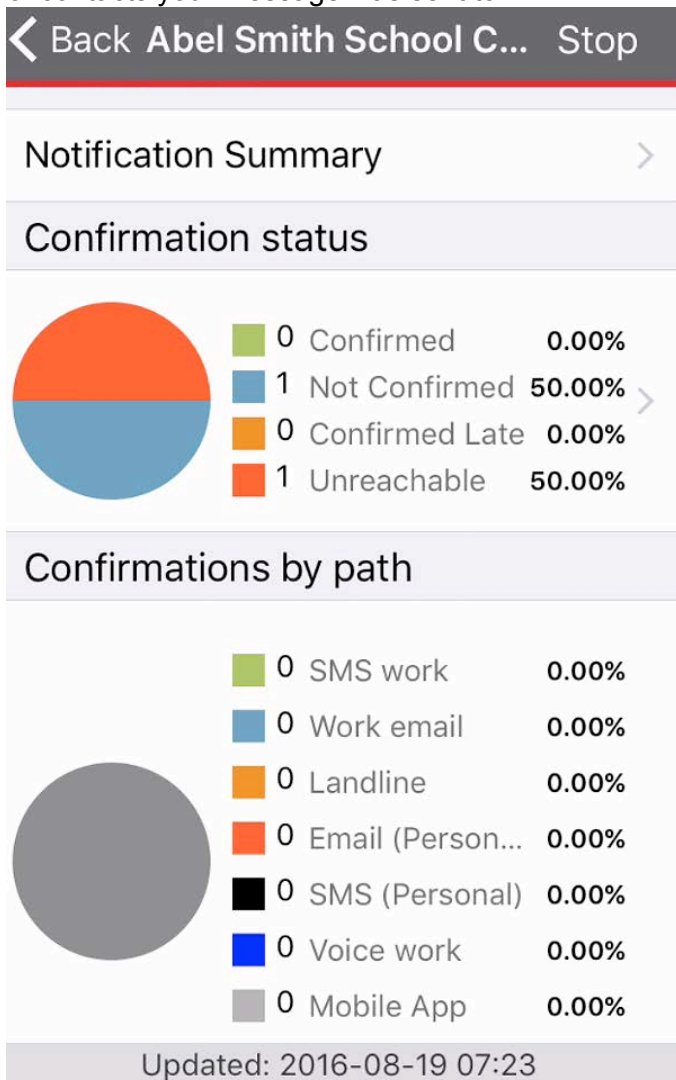 Back Abel Smith School C... Stop
Notification Summary
Confirmation status
0 Confirmed 0.00%
1 Not Confirmed 50.00%
0 Confirmed Late 0.00%
1 Unreachable 50.00%
Confirmations by path
0 SMS work 0.00%
0 Work email 0.00%
0 Landline 0.00%
0 Email (Person... 0.00%
0 SMS (Personal) 0.00%
0 Voice work 0.00%
0 Mobile App 0.00%
Updated: 2016-08-19 07:23